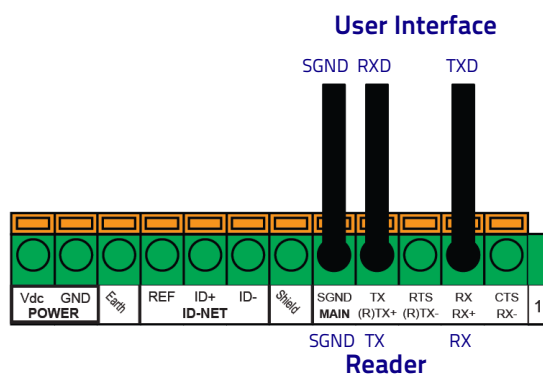 User Interface
SGND RXD TXD
Vdc GND Earth REF ID+ ID- Shield SGND TX RTS RX CTS 1
POWER ID-NET MAIN (R)TX+ (R)TX- RX+ RX-
SGND TX RX
Reader